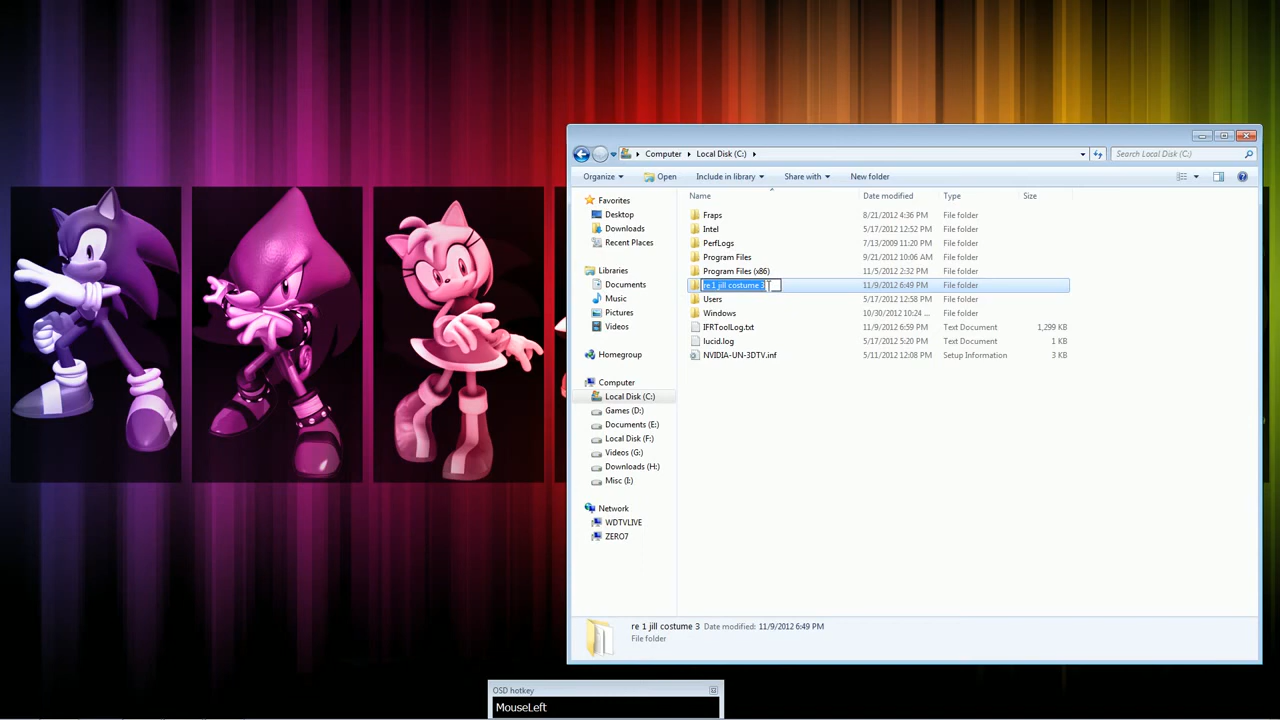 Computer Local Disk (C:)
Search Local Disk (C:)
Organize Open Include in library Share with New folder
Name Date modified Type Size
Favorites
Desktop
Downloads
Recent Places
Libraries
Documents
Music
Pictures
Videos
Homegroup
Computer
Local Disk (C:)
Games (D:)
Documents (E:)
Local Disk (F:)
Videos (G:)
Downloads (H:)
Misc (I:)
Network
WDTVLIVE
ZERO7
Fraps 8/21/2012 4:36 PM File folder
Intel 5/17/2012 12:52 PM File folder
PerfLogs 7/13/2009 11:20 PM File folder
Program Files 9/21/2012 10:06 AM File folder
Program Files (x86) 11/5/2012 2:32 PM File folder
re 1 jill costume 3 11/9/2012 6:49 PM File folder
Users 5/17/2012 12:58 PM File folder
Windows 10/30/2012 10:24 ... File folder
IFRToolLog.txt 11/9/2012 6:59 PM Text Document 1,299 KB
lucid.log 5/17/2012 5:20 PM Text Document 1 KB
NVIDIA-UN-3DTV.inf 5/11/2012 12:08 PM Setup Information 3 KB
re 1 jill costume 3 Date modified: 11/9/2012 6:49 PM
File folder
OSD hotkey
MouseLeft